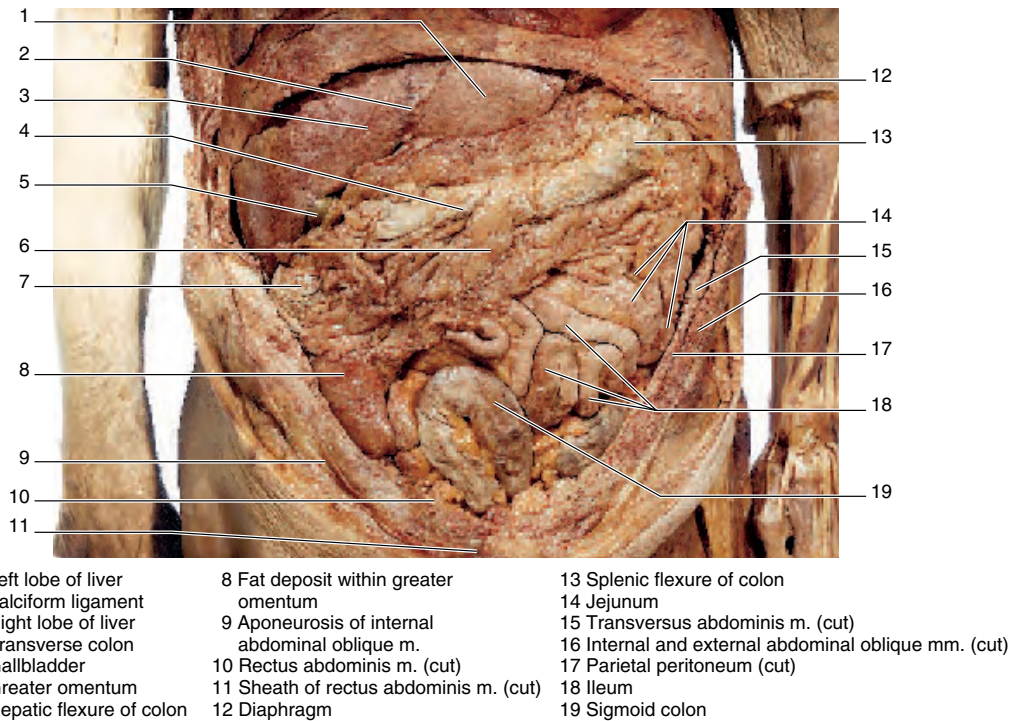 1
2
3
4
5
6
7
8
9
10
11
12
13
14
15
16
17
18
19
eft lobe of liver
alciform ligament
ight lobe of liver
ransverse colon
allbladder
reater omentum
epatic flexure of colon
8 Fat deposit within greater
omentum
9 Aponeurosis of internal
abdominal oblique m.
10 Rectus abdominis m. (cut)
11 Sheath of rectus abdominis m. (cut)
12 Diaphragm
13 Splenic flexure of colon
14 Jejunum
15 Transversus abdominis m. (cut)
16 Internal and external abdominal oblique mm. (cut)
17 Parietal peritoneum (cut)
18 Ileum
19 Sigmoid colon